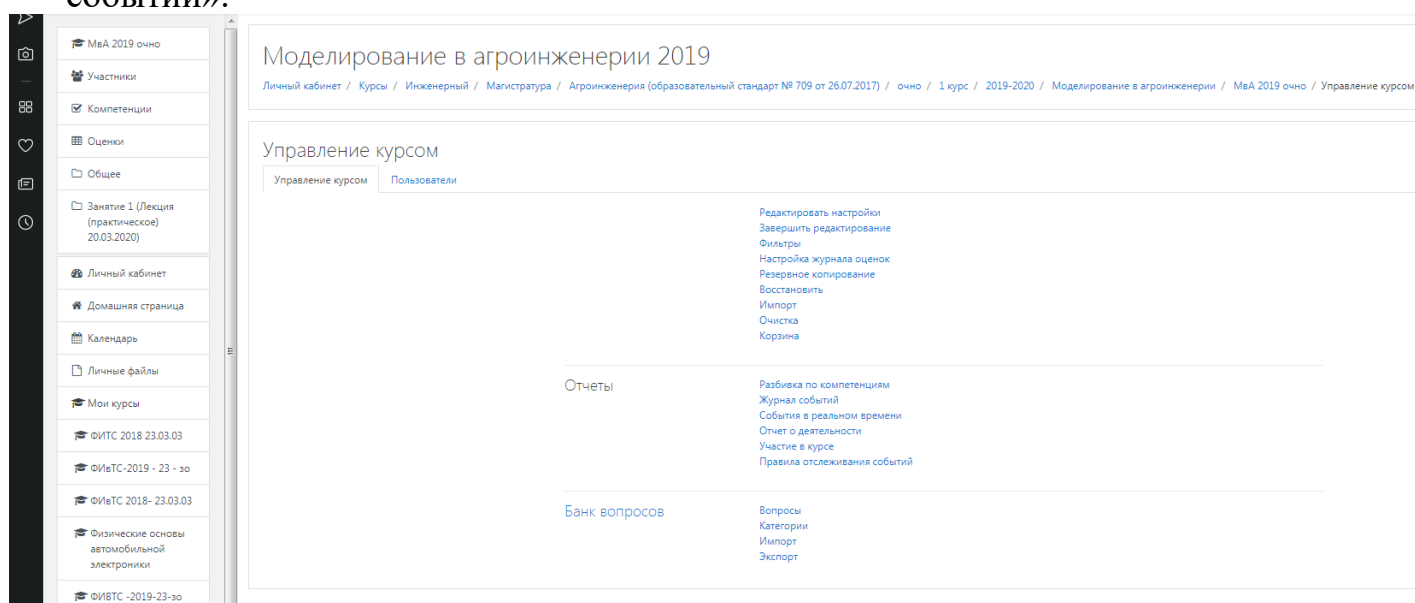 событий».
МвА 2019 очно
Участники
Компетенции
Оценки
Общее
Занятие 1 (Лекция
(практическое)
20.03.2020)
Личный кабинет
Домашняя страница
Календарь
Личные файлы
Мои курсы
ФИТС 2018 23.03.03
ФИвТС-2019 - 23 - зо
ФИвТС 2018- 23.03.03
Физические основы
автомобильной
электроники
ФИВТС -2019-23-зо
Моделирование в агроинженерии 2019
Личный кабинет / Курсы / Инженерный / Магистратура / Агроинженерия (образовательный стандарт № 709 от 26.07.2017) / очно / 1 курс / 2019-2020 / Моделирование в агроинженерии / МвА 2019 очно / Управление курсом
Управление курсом
Управление курсом Пользователи
Редактировать настройки
Завершить редактирование
Фильтры
Настройка журнала оценок
Резервное копирование
Восстановить
Импорт
Очистка
Корзина
Отчеты
Разбивка по компетенциям
Журнал событий
События в реальном времени
Отчет о деятельности
Участие в курсе
Правила отслеживания событий
Банк вопросов
Вопросы
Категории
Импорт
Экспорт